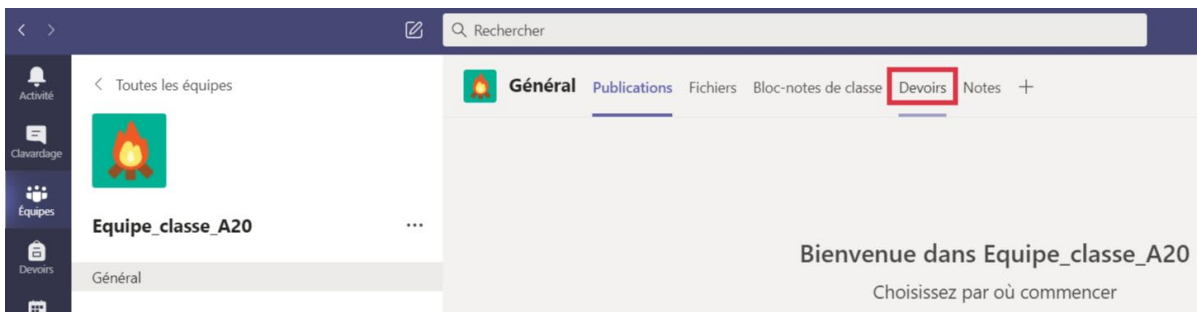 Rechercher
Activité
Clavardage
Équipes
Devoirs
Toutes les équipes
Equipe_classe_A20
Général
Général Publications Fichiers Bloc-notes de classe Devoirs Notes
Bienvenue dans Equipe_classe_A20
Choisissez par où commencer